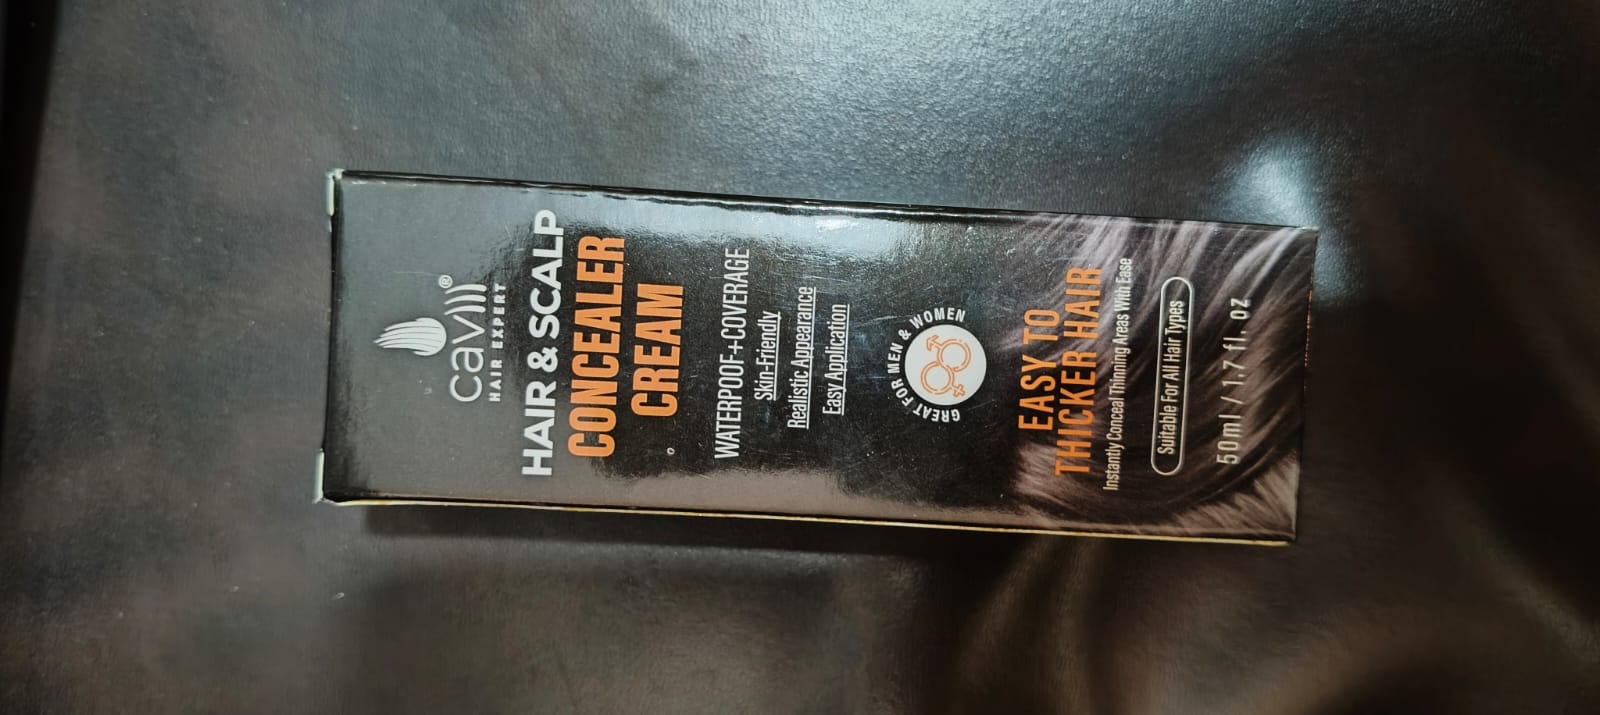 cavilll®
HAIR EXPERT
HAIR & SCALP
CONCEALER
CREAM
WATERPOOF+COVERAGE
Skin-Friendly
Realistic Appearance
Easy Application
GREAT FOR MEN & WOMEN
EASY TO
THICKER HAIR
Instantly Conceal Thinning Areas With Ease
Suitable For All Hair Types
50ml / 1.7 fl. oz